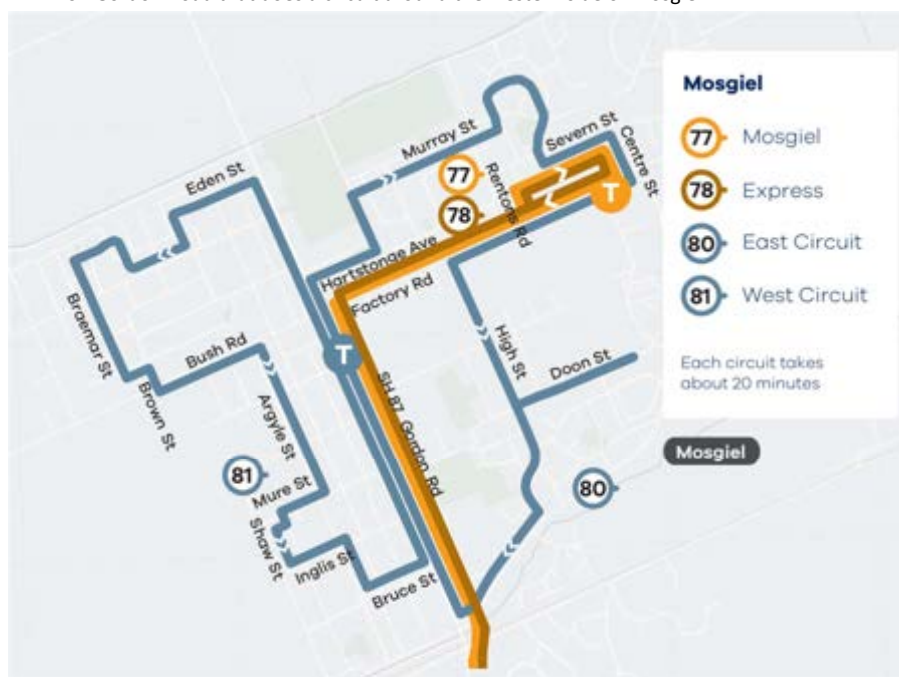 Mosgiel
77 Mosgiel
78 Express
80 East Circuit
81 West Circuit
Each circuit takes
about 20 minutes
Mosgiel
Severn St
Centre St
Murray St
77
Rentons Rd
T
Eden St
78
Hartstonge Ave
Factory Rd
Braemar St
Bush Rd
T
High St
Doon St
Brown St
Argyle St
SH 87 Gordon Rd
81
Mure St
80
Shaw St
Inglis St
Bruce St